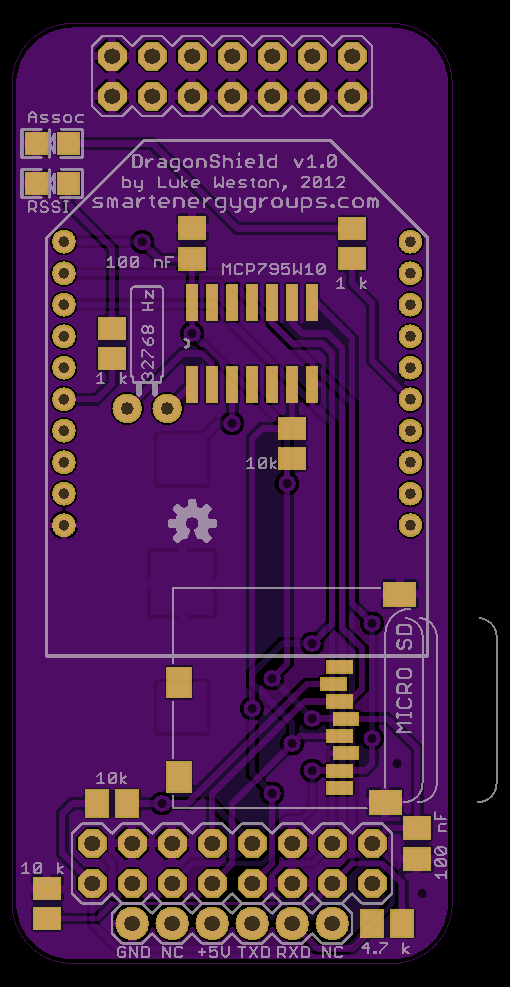 Assoc
DragonShield v1.0
by Luke Weston, 2012
RSSI
smartenergygroups.com
100 nF
MCP795W10
1 k
32768 Hz
1 k
10k
MICRO SD
10k
100 nF
10 k
GND NC +5V TXD RXD NC
4.7 k